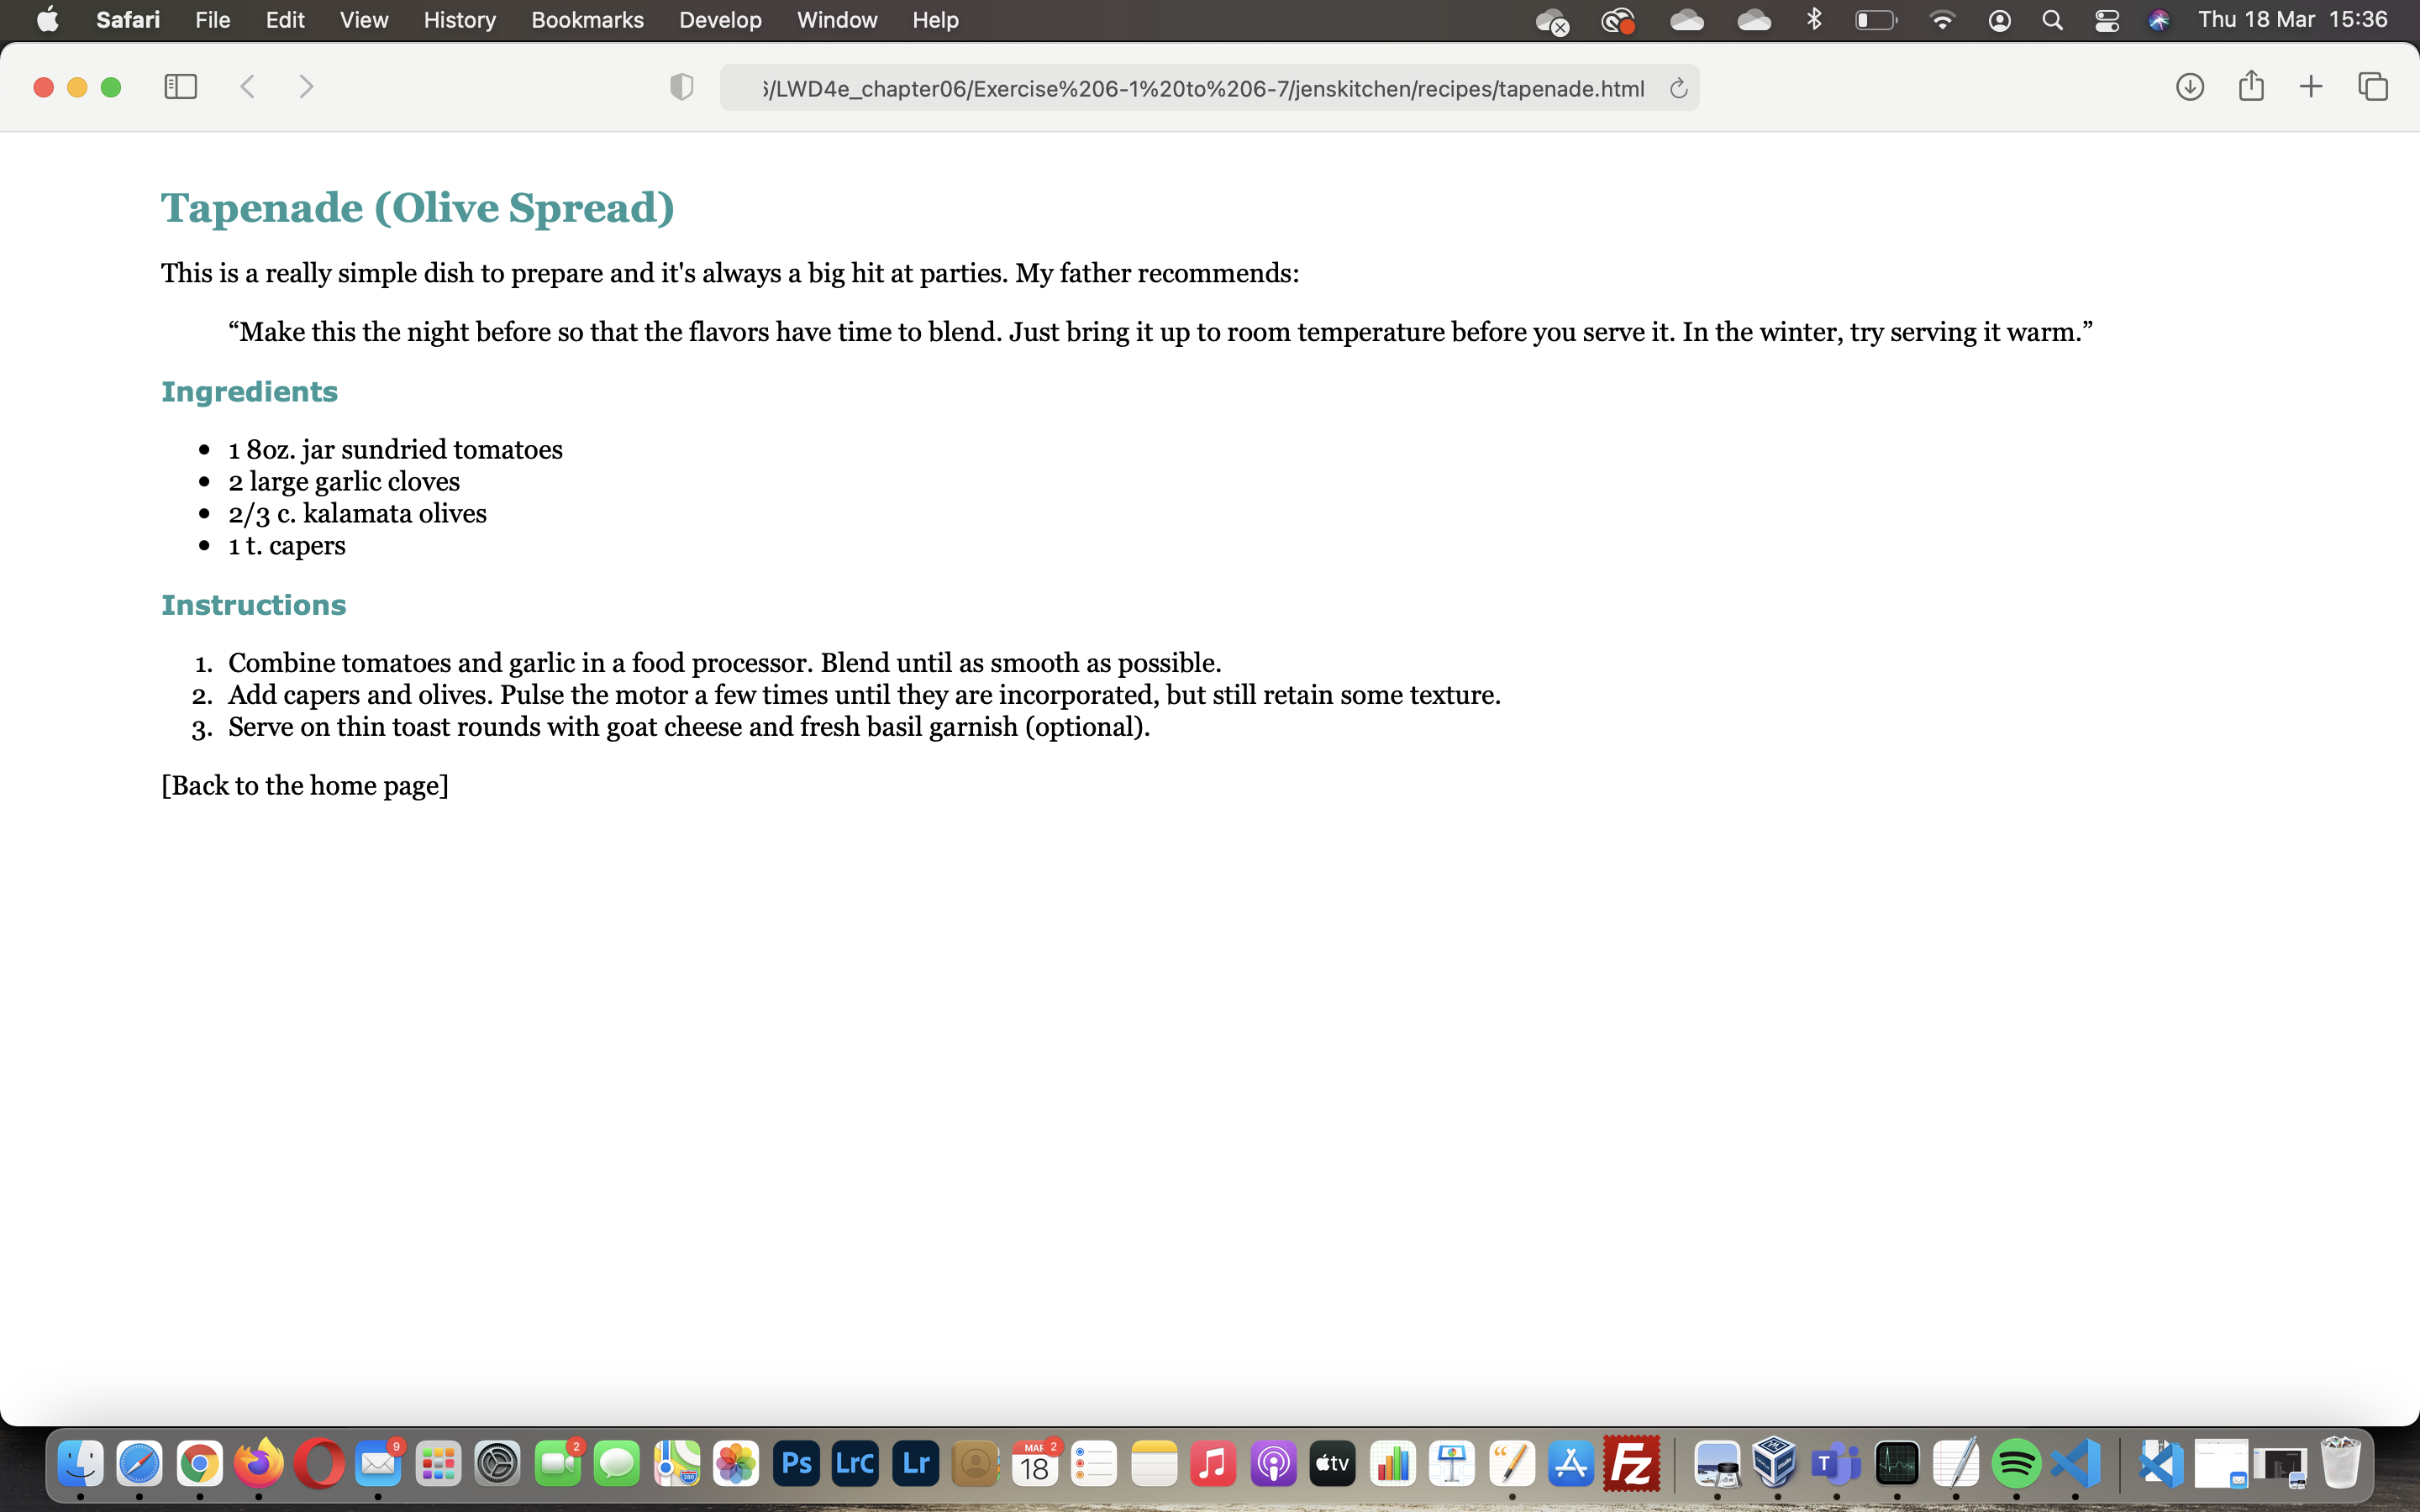 Safari File Edit View History Bookmarks Develop Window Help Thu 18 Mar 15:36
/LWD4e_chapter06/Exercise%206-1%20to%206-7/jenskitchen/recipes/tapenade.html
Tapenade (Olive Spread)
This is a really simple dish to prepare and it's always a big hit at parties. My father recommends:
“Make this the night before so that the flavors have time to blend. Just bring it up to room temperature before you serve it. In the winter, try serving it warm.”
Ingredients
• 1 8oz. jar sundried tomatoes
• 2 large garlic cloves
• 2/3 c. kalamata olives
• 1 t. capers
Instructions
1. Combine tomatoes and garlic in a food processor. Blend until as smooth as possible.
2. Add capers and olives. Pulse the motor a few times until they are incorporated, but still retain some texture.
3. Serve on thin toast rounds with goat cheese and fresh basil garnish (optional).
[Back to the home page]
9 2 Ps LrC Lr MAR 2 18 tv Fz T